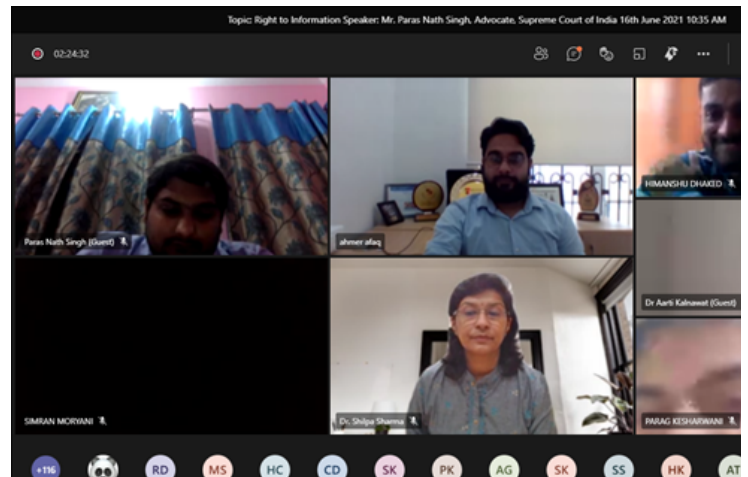 Topic: Right to Information Speaker: Mr. Paras Nath Singh, Advocate, Supreme Court of India 16th June 2021 10:35 AM
02:24:32
Paras Nath Singh (Guest)
ahmer afaq
HIMANSHU DHAKED
Dr Aarti Kalnawat (Guest)
SIMRAN MORYANI
Dr. Shilpa Sharma
PARAG KESHARWANI
+116 RD MS HC CD SK PK AG SK SS HK AT